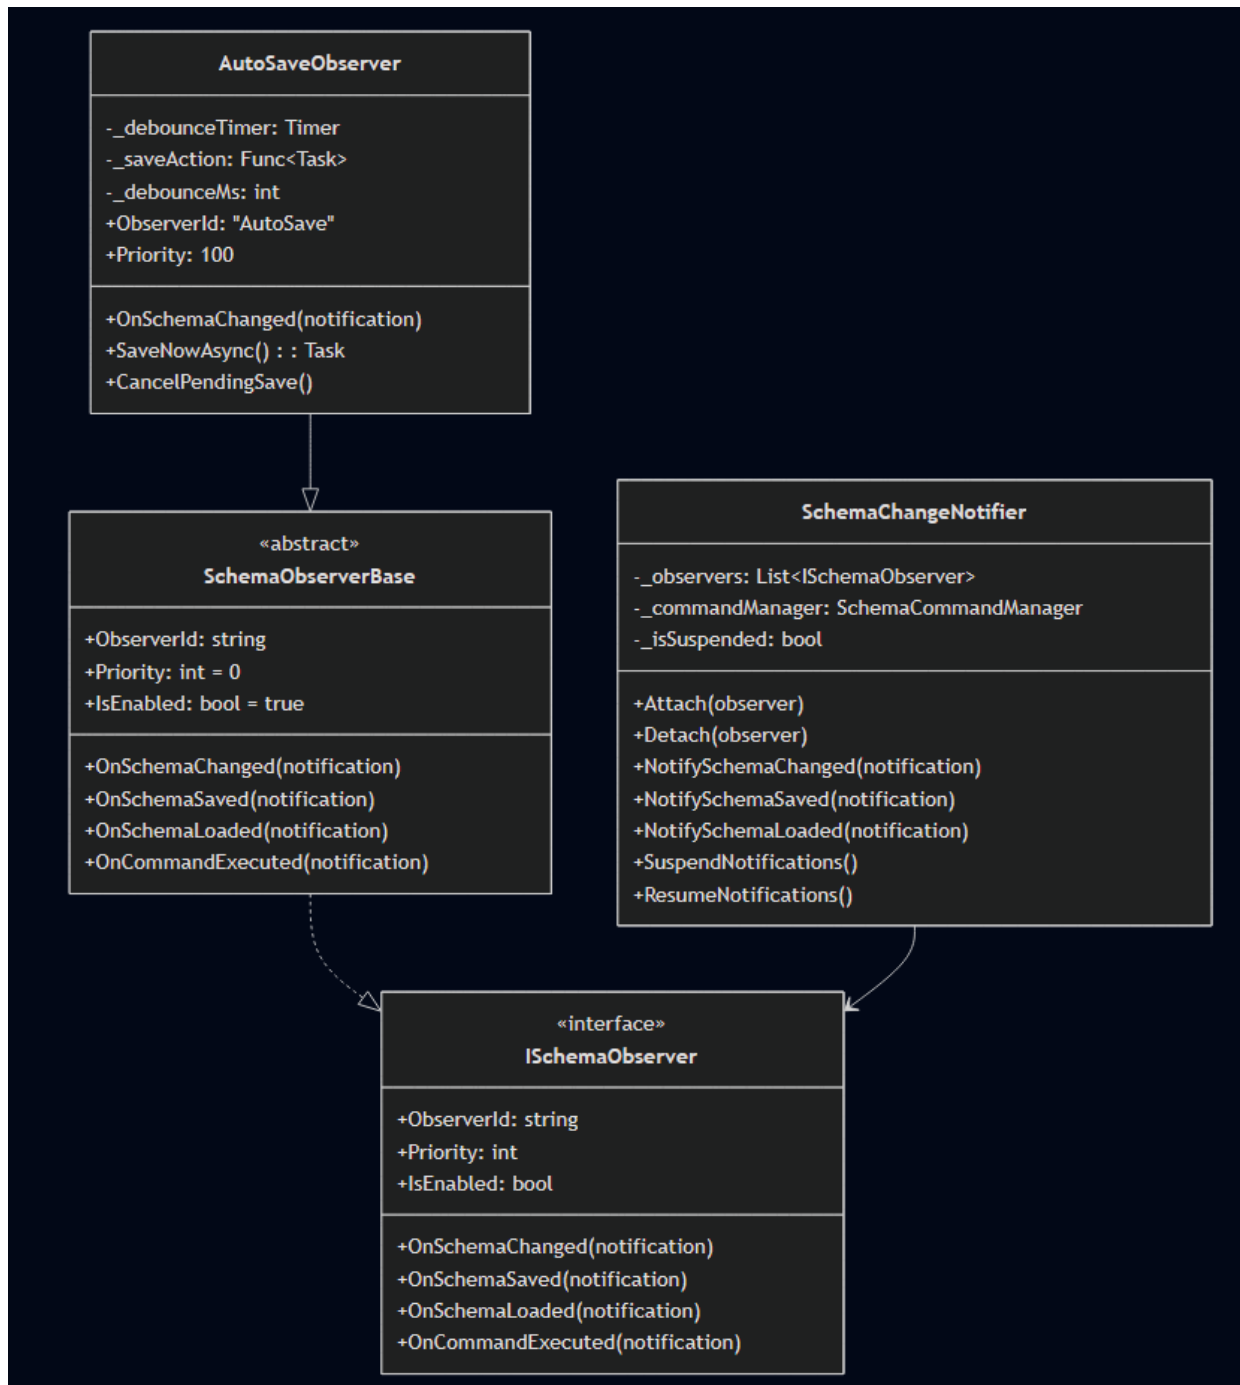 AutoSaveObserver
-_debounceTimer: Timer
-_saveAction: Func<Task>
-_debounceMs: int
+ObserverId: "AutoSave"
+Priority: 100
+OnSchemaChanged(notification)
+SaveNowAsync() : : Task
+CancelPendingSave()
«abstract»
SchemaObserverBase
+ObserverId: string
+Priority: int = 0
+IsEnabled: bool = true
+OnSchemaChanged(notification)
+OnSchemaSaved(notification)
+OnSchemaLoaded(notification)
+OnCommandExecuted(notification)
SchemaChangeNotifier
-_observers: List<ISchemaObserver>
-_commandManager: SchemaCommandManager
-_isSuspended: bool
+Attach(observer)
+Detach(observer)
+NotifySchemaChanged(notification)
+NotifySchemaSaved(notification)
+NotifySchemaLoaded(notification)
+SuspendNotifications()
+ResumeNotifications()
«interface»
ISchemaObserver
+ObserverId: string
+Priority: int
+IsEnabled: bool
+OnSchemaChanged(notification)
+OnSchemaSaved(notification)
+OnSchemaLoaded(notification)
+OnCommandExecuted(notification)